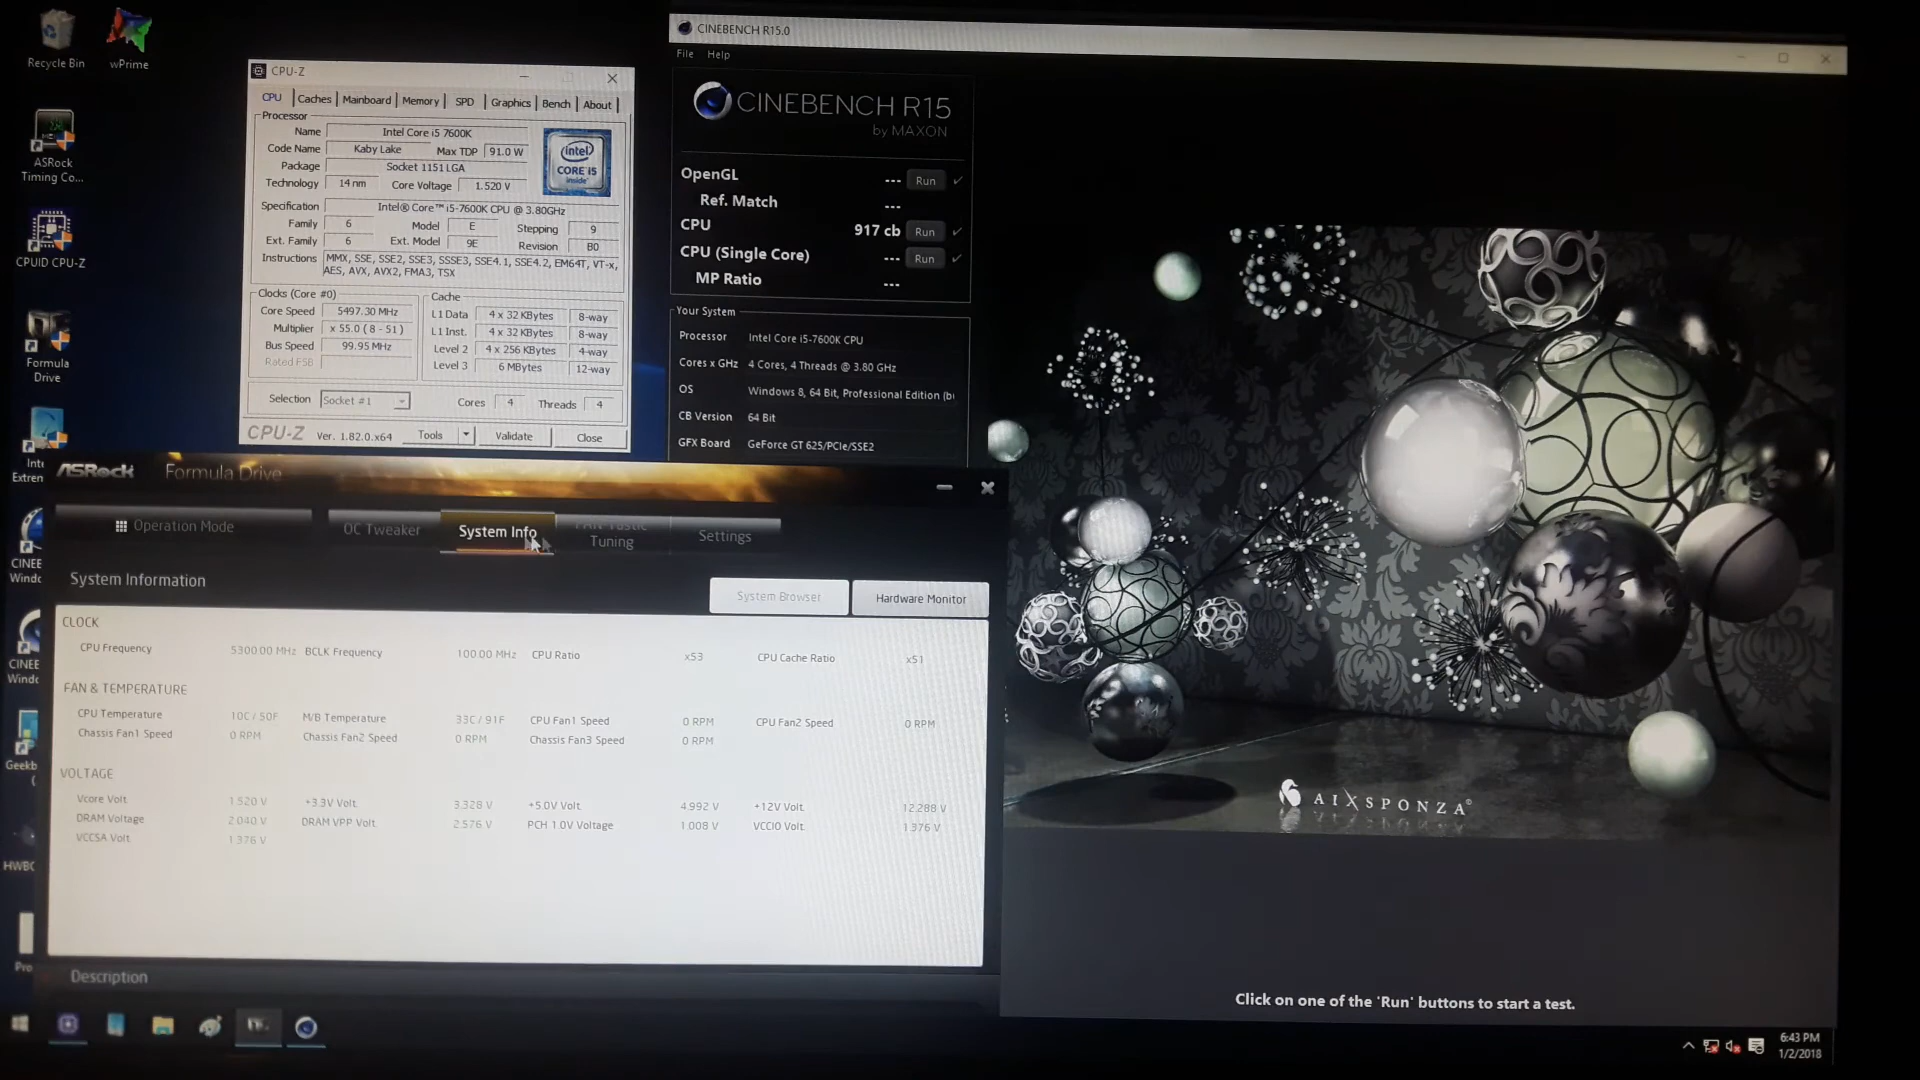 Recycle Bin
wPrime
ASRock
Timing Co...
CPUID CPU-Z
Formula
Drive
Inte
Extren
CINEE
Windo
CINEE
Windo
Geekb
(
HWBC
Pro
CPU-Z
CPU Caches Mainboard Memory SPD Graphics Bench About
Processor
Name Intel Core i5 7600K
Code Name Kaby Lake Max TDP 91.0 W
Package Socket 1151 LGA
Technology 14 nm Core Voltage 1.520 V
intel
CORE i5
inside
Specification Intel® Core™ i5-7600K CPU @ 3.80GHz
Family 6 Model E Stepping 9
Ext. Family 6 Ext. Model 9E Revision B0
Instructions MMX, SSE, SSE2, SSE3, SSSE3, SSE4.1, SSE4.2, EM64T, VT-x,
AES, AVX, AVX2, FMA3, TSX
Clocks (Core #0)
Core Speed 5497.30 MHz
Multiplier x 55.0 ( 8 - 51 )
Bus Speed 99.95 MHz
Rated FSB
Cache
L1 Data 4 x 32 KBytes 8-way
L1 Inst. 4 x 32 KBytes 8-way
Level 2 4 x 256 KBytes 4-way
Level 3 6 MBytes 12-way
Selection Socket #1 Cores 4 Threads 4
CPU-Z Ver. 1.82.0.x64 Tools Validate Close
CINEBENCH R15.0
File Help
CINEBENCH R15
by MAXON
OpenGL --- Run
Ref. Match ---
CPU 917 cb Run
CPU (Single Core) --- Run
MP Ratio ---
Your System
Processor Intel Core i5-7600K CPU
Cores x GHz 4 Cores, 4 Threads @ 3.80 GHz
OS Windows 8, 64 Bit, Professional Edition (b
CB Version 64 Bit
GFX Board GeForce GT 625/PCIe/SSE2
ASRock Formula Drive
Operation Mode OC Tweaker System Info FAN-Tastic Tuning Settings
System Information
System Browser Hardware Monitor
CLOCK
CPU Frequency 5300.00 MHz BCLK Frequency 100.00 MHz CPU Ratio x53 CPU Cache Ratio x51
FAN & TEMPERATURE
CPU Temperature 10C / 50F M/B Temperature 33C / 91F CPU Fan1 Speed 0 RPM CPU Fan2 Speed 0 RPM
Chassis Fan1 Speed 0 RPM Chassis Fan2 Speed 0 RPM Chassis Fan3 Speed 0 RPM
VOLTAGE
Vcore Volt. 1.520 V +3.3V Volt. 3.328 V +5.0V Volt. 4.992 V +12V Volt. 12.288 V
DRAM Voltage 2.040 V DRAM VPP Volt. 2.576 V PCH 1.0V Voltage 1.008 V VCCIO Volt. 1.376 V
VCCSA Volt. 1.376 V
Description
AIXSPONZA®
Click on one of the 'Run' buttons to start a test.
6:43 PM
1/2/2018